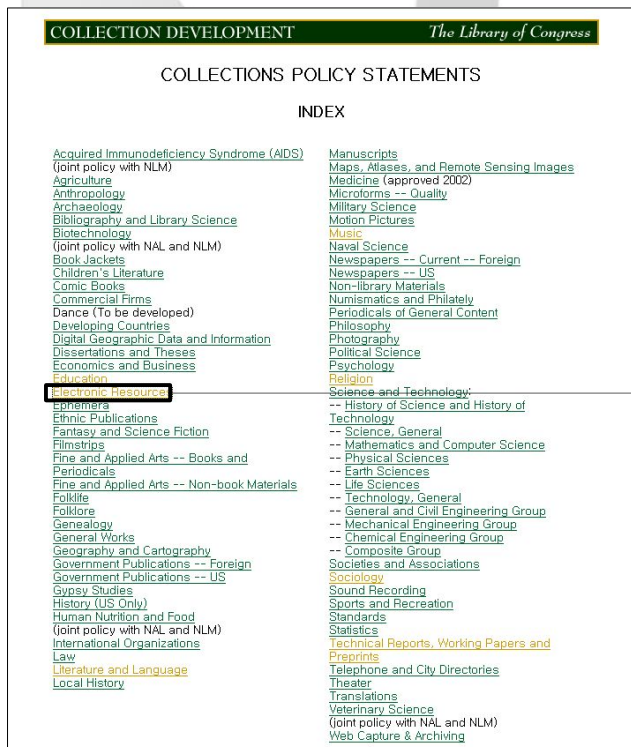 COLLECTION DEVELOPMENT
The Library of Congress
COLLECTIONS POLICY STATEMENTS
INDEX
Acquired Immunodeficiency Syndrome (AIDS)
(joint policy with NLM)
Agriculture
Anthropology
Archaeology
Bibliography and Library Science
Biotechnology
(joint policy with NAL and NLM)
Book Jackets
Children's Literature
Comic Books
Commercial Firms
Dance (To be developed)
Developing Countries
Digital Geographic Data and Information
Dissertations and Theses
Economics and Business
Education
Electronic Resources
Ephemera
Ethnic Publications
Fantasy and Science Fiction
Filmstrips
Fine and Applied Arts -- Books and
Periodicals
Fine and Applied Arts -- Non-book Materials
Folklife
Folklore
Genealogy
General Works
Geography and Cartography
Government Publications -- Foreign
Government Publications -- US
Gypsy Studies
History (US Only)
Human Nutrition and Food
(joint policy with NAL and NLM)
International Organizations
Law
Literature and Language
Local History
Manuscripts
Maps, Atlases, and Remote Sensing Images
Medicine (approved 2002)
Microforms -- Quality
Military Science
Motion Pictures
Music
Naval Science
Newspapers -- Current -- Foreign
Newspapers -- US
Non-library Materials
Numismatics and Philately
Periodicals of General Content
Philosophy
Photography
Political Science
Psychology
Religion
Science and Technology:
-- History of Science and History of
Technology
-- Science, General
-- Mathematics and Computer Science
-- Physical Sciences
-- Earth Sciences
-- Life Sciences
-- Technology, General
-- General and Civil Engineering Group
-- Mechanical Engineering Group
-- Chemical Engineering Group
-- Composite Group
Societies and Associations
Sociology
Sound Recording
Sports and Recreation
Standards
Statistics
Technical Reports, Working Papers and
Preprints
Telephone and City Directories
Theater
Translations
Veterinary Science
(joint policy with NAL and NLM)
Web Capture & Archiving